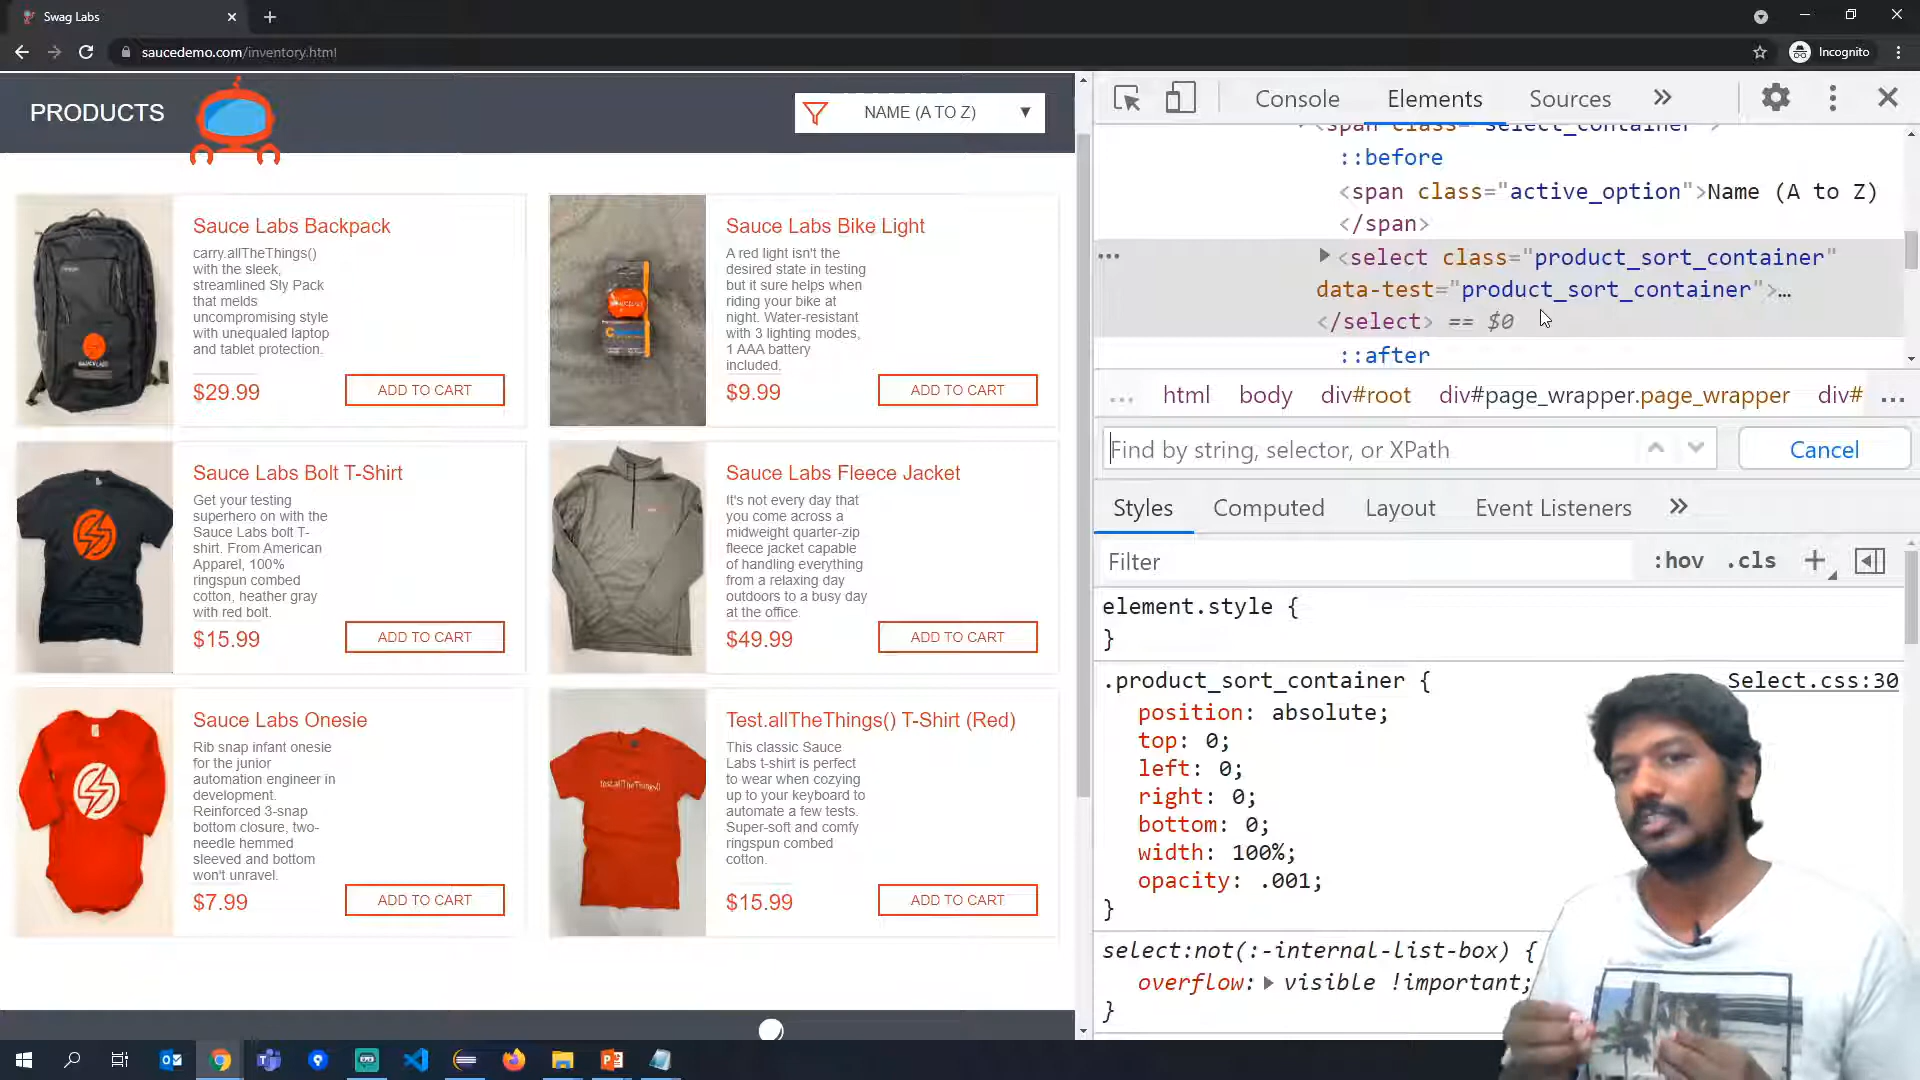 Swag Labs
saucedemo.com/inventory.html
Incognito
PRODUCTS
NAME (A TO Z)
Sauce Labs Backpack
carry.allTheThings()
with the sleek,
streamlined Sly Pack
that melds
uncompromising style
with unequaled laptop
and tablet protection.
$29.99
ADD TO CART
Sauce Labs Bike Light
A red light isn't the
desired state in testing
but it sure helps when
riding your bike at
night. Water-resistant
with 3 lighting modes,
1 AAA battery
included.
$9.99
ADD TO CART
Sauce Labs Bolt T-Shirt
Get your testing
superhero on with the
Sauce Labs bolt T-
shirt. From American
Apparel, 100%
ringspun combed
cotton, heather gray
with red bolt.
$15.99
ADD TO CART
Sauce Labs Fleece Jacket
It's not every day that
you come across a
midweight quarter-zip
fleece jacket capable
of handling everything
from a relaxing day
outdoors to a busy day
at the office.
$49.99
ADD TO CART
Sauce Labs Onesie
Rib snap infant onesie
for the junior
automation engineer in
development.
Reinforced 3-snap
bottom closure, two-
needle hemmed
sleeved and bottom
won't unravel.
$7.99
ADD TO CART
Test.allTheThings() T-Shirt (Red)
This classic Sauce
Labs t-shirt is perfect
to wear when cozying
up to your keyboard to
automate a few tests.
Super-soft and comfy
ringspun combed
cotton.
$15.99
ADD TO CART
test.allTheThings()
Console Elements Sources
<span class="select_container">
::before
<span class="active_option">Name (A to Z)
</span>
<select class="product_sort_container"
data-test="product_sort_container">…
</select> == $0
::after
… html body div#root div#page_wrapper.page_wrapper div# …
Find by string, selector, or XPath
Cancel
Styles Computed Layout Event Listeners
Filter
:hov .cls
element.style {
}
.product_sort_container {
Select.css:30
position: absolute;
top: 0;
left: 0;
right: 0;
bottom: 0;
width: 100%;
opacity: .001;
}
select:not(:-internal-list-box) {
overflow: visible !important;
}